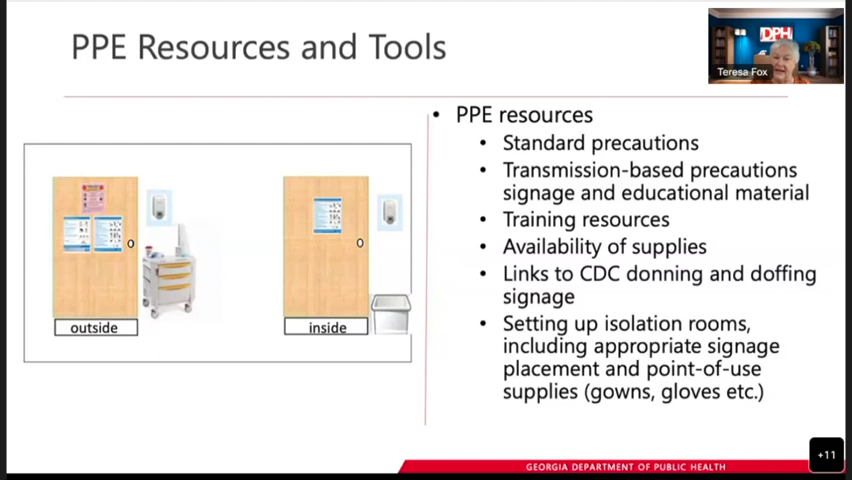 PPE Resources and Tools
DPH
Teresa Fox
• PPE resources
• Standard precautions
• Transmission-based precautions
signage and educational material
• Training resources
• Availability of supplies
• Links to CDC donning and doffing
signage
• Setting up isolation rooms,
including appropriate signage
placement and point-of-use
supplies (gowns, gloves etc.)
outside
inside
+11
GEORGIA DEPARTMENT OF PUBLIC HEALTH